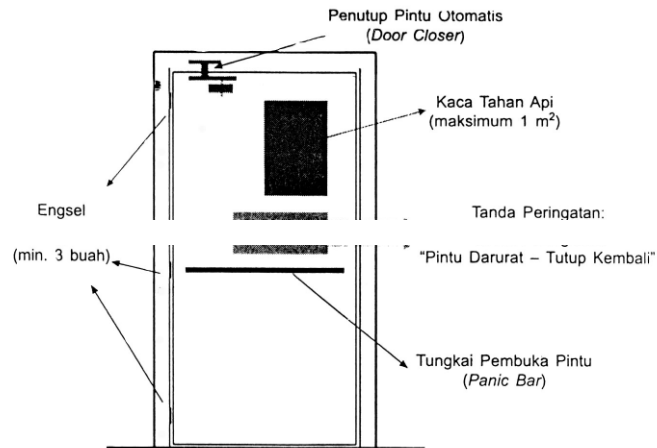 Penutup Pintu Otomatis
(Door Closer)
Kaca Tahan Api
(maksimum 1 m²)
Engsel
(min. 3 buah)
Tanda Peringatan:
"Pintu Darurat – Tutup Kembali"
Tungkai Pembuka Pintu
(Panic Bar)